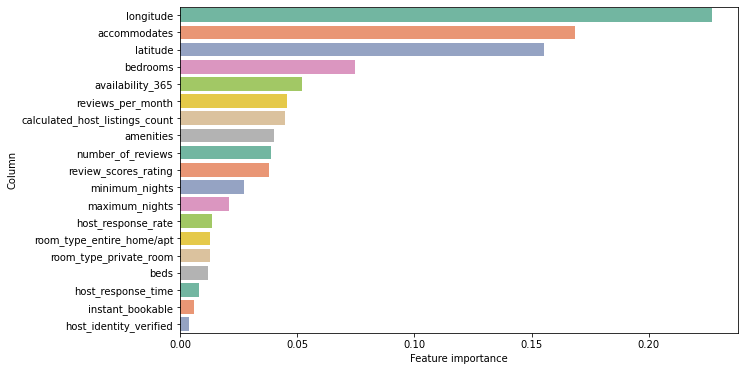 longitude
accommodates
latitude
bedrooms
availability_365
reviews_per_month
calculated_host_listings_count
amenities
number_of_reviews
review_scores_rating
minimum_nights
maximum_nights
host_response_rate
room_type_entire_home/apt
room_type_private_room
beds
host_response_time
instant_bookable
host_identity_verified
Column
0.00 0.05 0.10 0.15 0.20
Feature importance